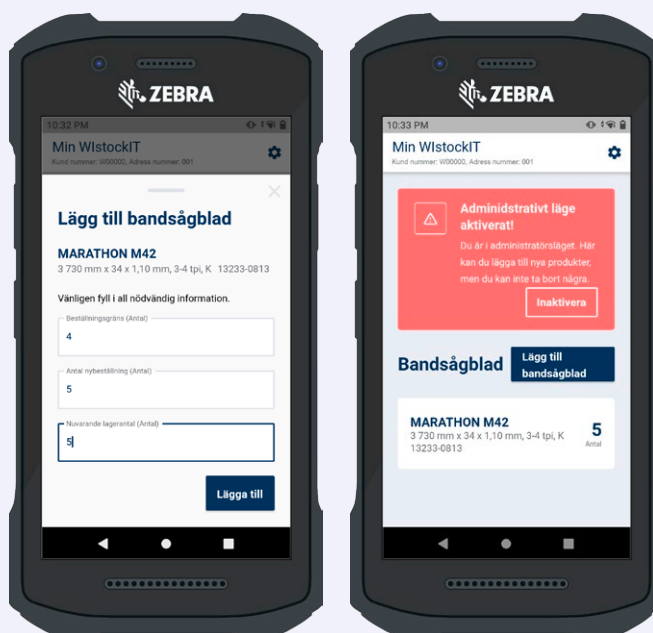 ZEBRA
10:32 PM
Min WIstockIT
Kund nummer: W00000, Adress nummer: 001
Lägg till bandsågblad
MARATHON M42
3 730 mm x 34 x 1,10 mm, 3-4 tpi, K 13233-0813
Vänligen fyll i all nödvändig information.
Beställningsgräns (Antal)
4
Antal nybeställning (Antal)
5
Nuvarande lagerantal (Antal)
5
Lägga till
ZEBRA
10:33 PM
Min WIstockIT
Kund nummer: W00000, Adress nummer: 001
Adminidstrativt läge
aktiverat!
Du är i administratörsläget. Här
kan du lägga till nya produkter,
men du kan inte ta bort några.
Inaktivera
Bandsågblad
Lägg till
bandsågblad
MARATHON M42
3 730 mm x 34 x 1,10 mm, 3-4 tpi, K
13233-0813
5
Antal